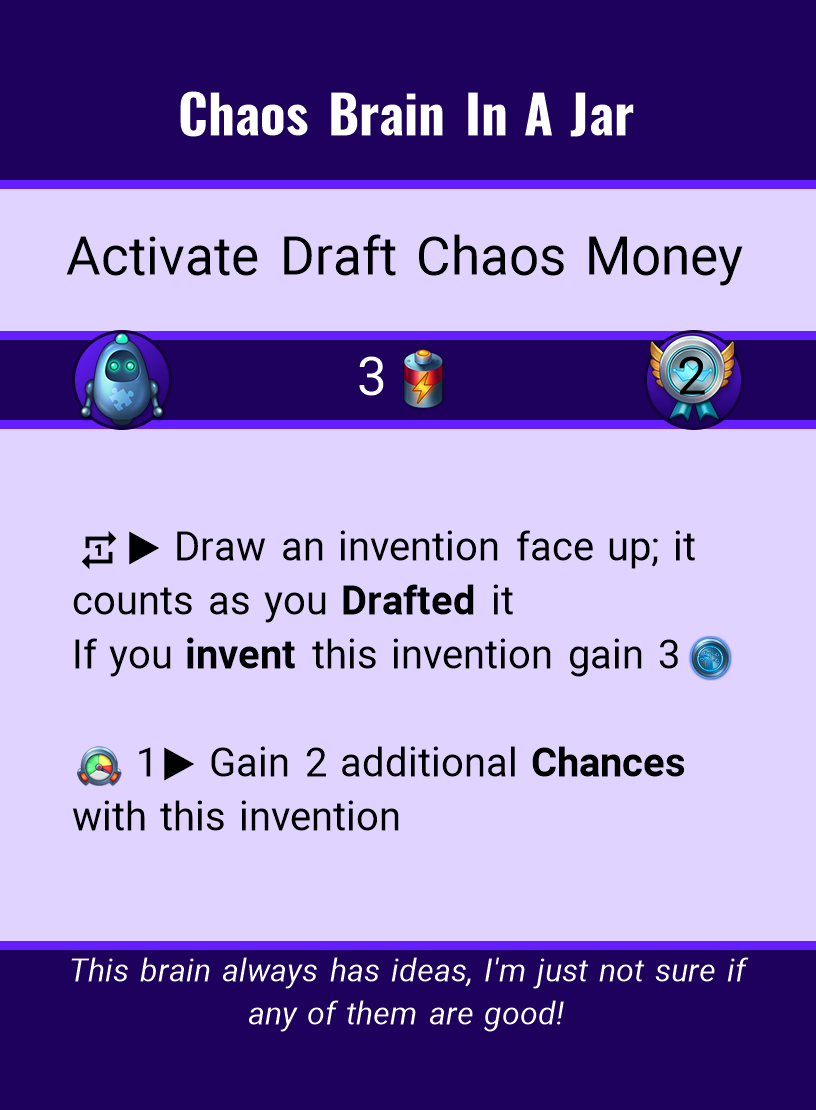 Chaos Brain In A Jar
Activate Draft Chaos Money
3
2
1 ▶ Draw an invention face up; it
counts as you Drafted it
If you invent this invention gain 3
1 ▶ Gain 2 additional Chances
with this invention
This brain always has ideas, I'm just not sure if
any of them are good!